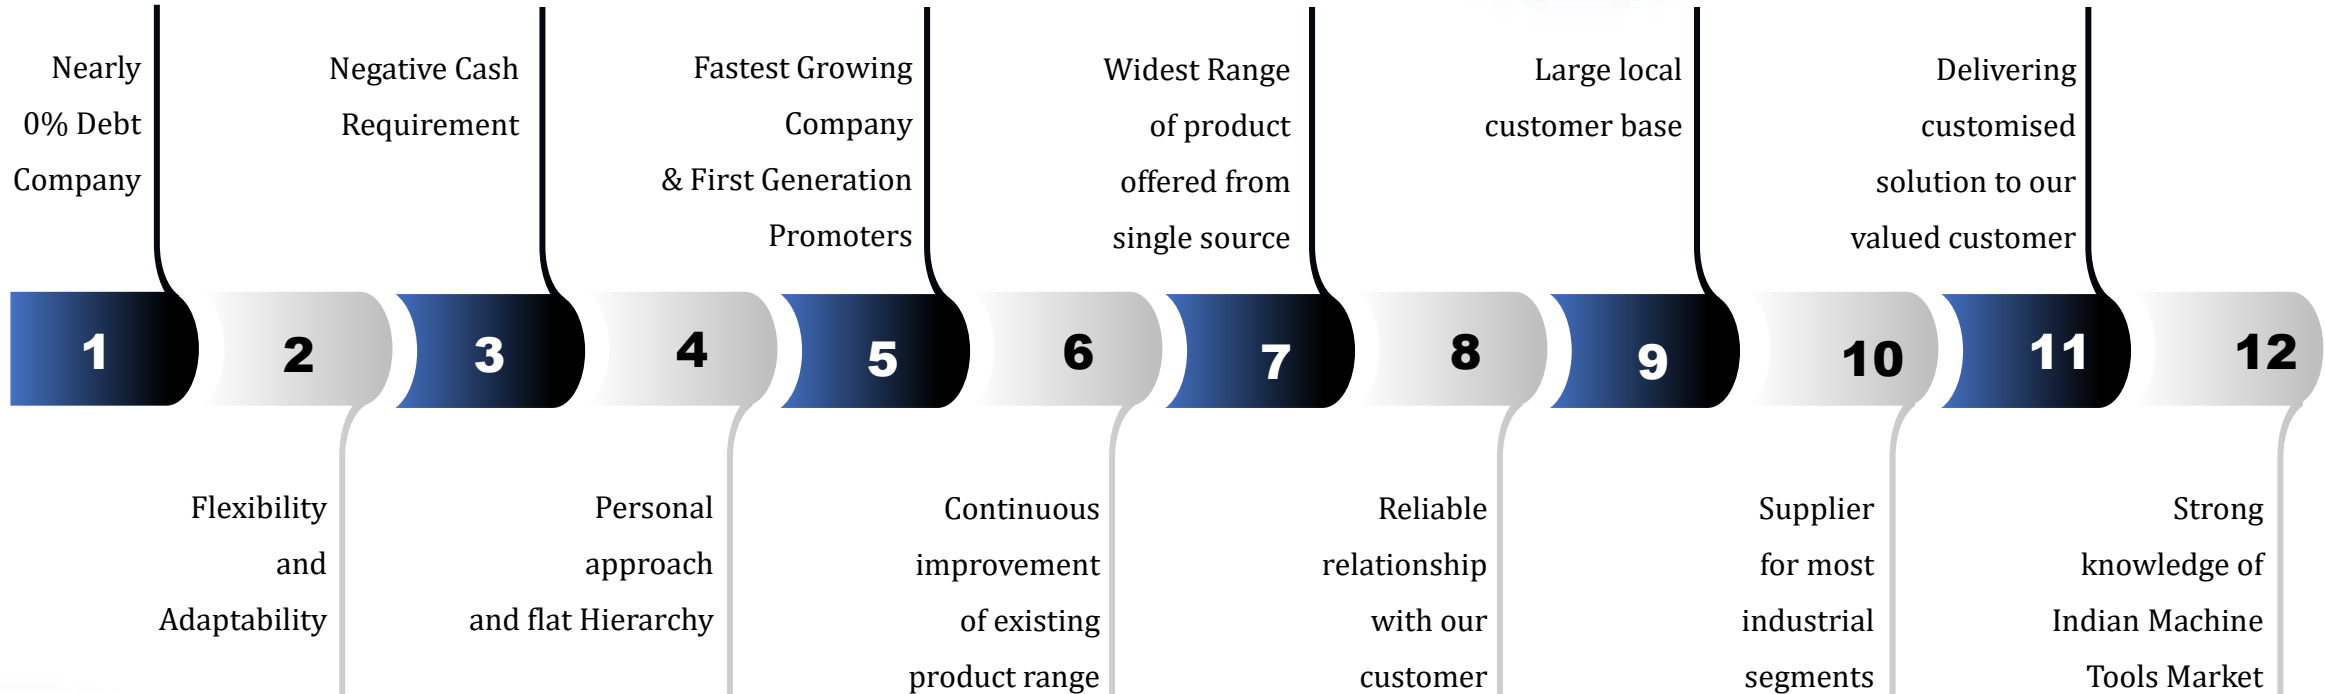 Nearly
0% Debt
Company
Negative Cash
Requirement
Fastest Growing
Company
& First Generation
Promoters
Widest Range
of product
offered from
single source
Large local
customer base
Delivering
customised
solution to our
valued customer
1
2
3
4
5
6
7
8
9
10
11
12
Flexibility
and
Adaptability
Personal
approach
and flat Hierarchy
Continuous
improvement
of existing
product range
Reliable
relationship
with our
customer
Supplier
for most
industrial
segments
Strong
knowledge of
Indian Machine
Tools Market